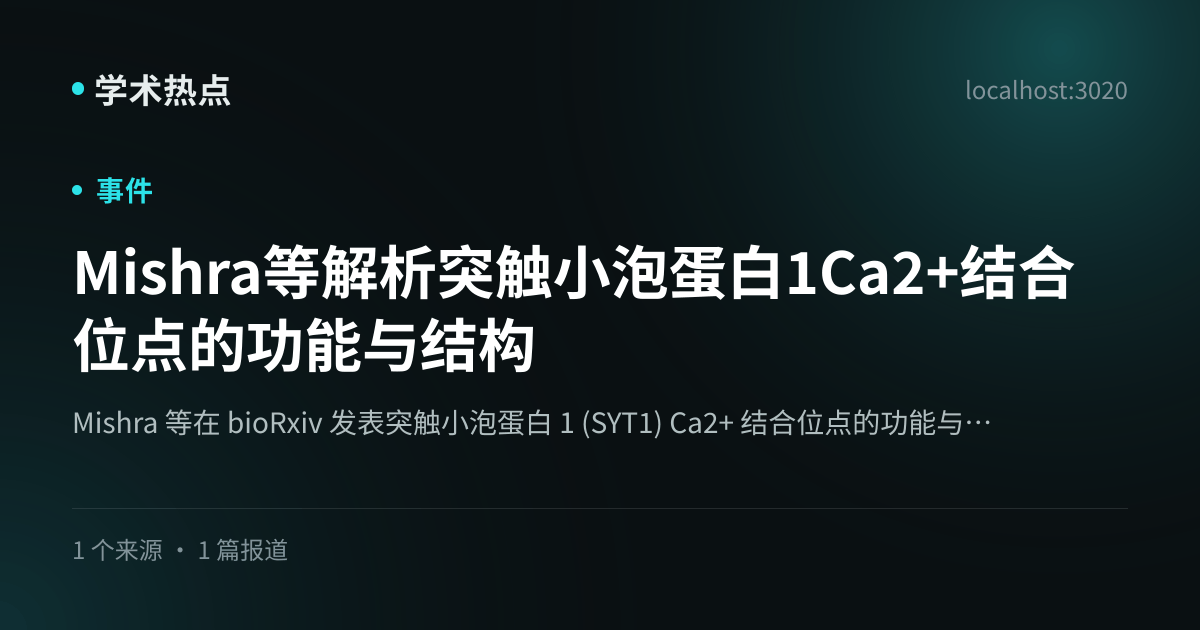 学术热点
localhost:3020
事件
Mishra等解析突触小泡蛋白1Ca2+结合
位点的功能与结构
Mishra 等在 bioRxiv 发表突触小泡蛋白 1 (SYT1) Ca2+ 结合位点的功能与…
1 个来源 · 1 篇报道